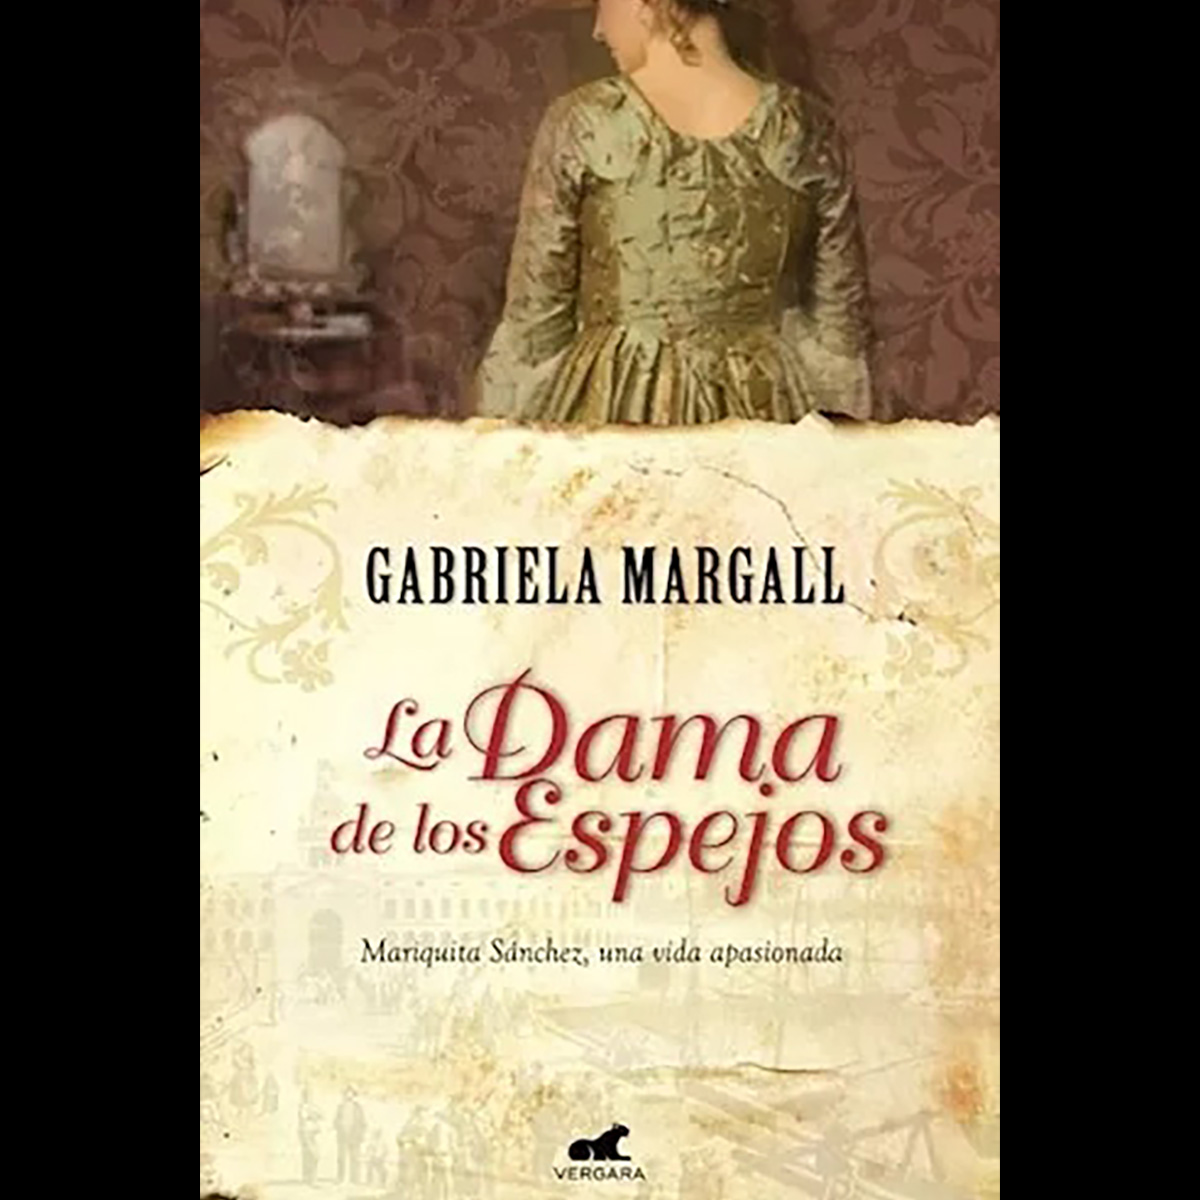 GABRIELA MARGALL
La Dama
de los Espejos
Mariquita Sánchez, una vida apasionada
VERGARA